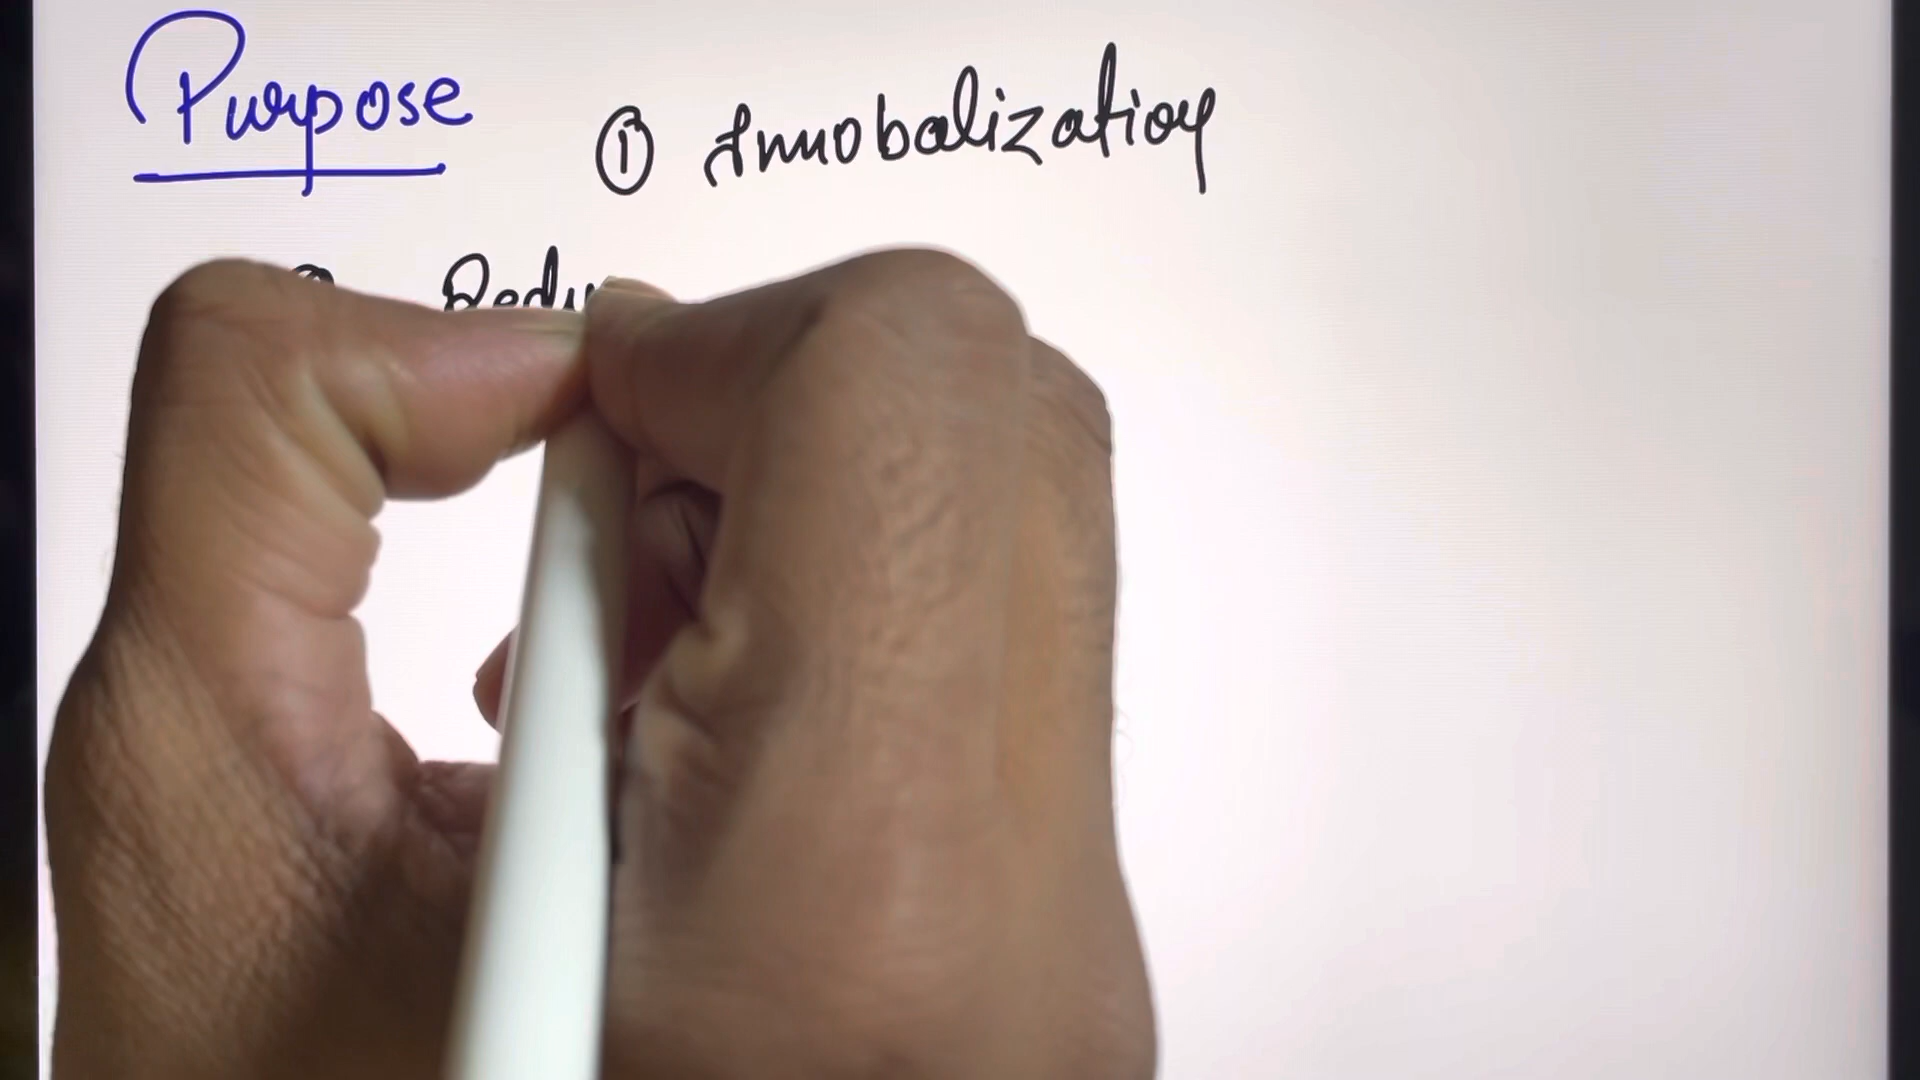 Purpose
① Immobalization
Redu